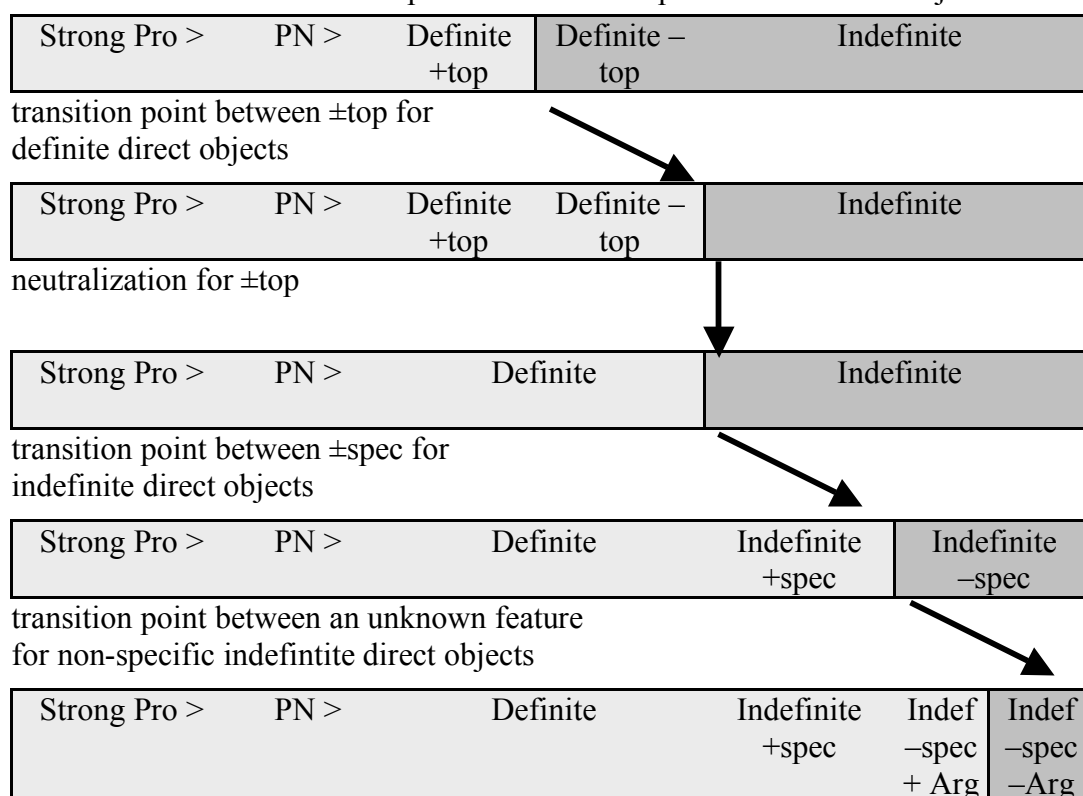 Strong Pro > PN > Definite Definite – Indefinite
+top top
transition point between ±top for
definite direct objects
Strong Pro > PN > Definite Definite – Indefinite
+top top
neutralization for ±top
Strong Pro > PN > Definite Indefinite
transition point between ±spec for
indefinite direct objects
Strong Pro > PN > Definite Indefinite Indefinite
+spec –spec
transition point between an unknown feature
for non-specific indefintite direct objects
Strong Pro > PN > Definite Indefinite Indef Indef
+spec –spec –spec
+ Arg –Arg